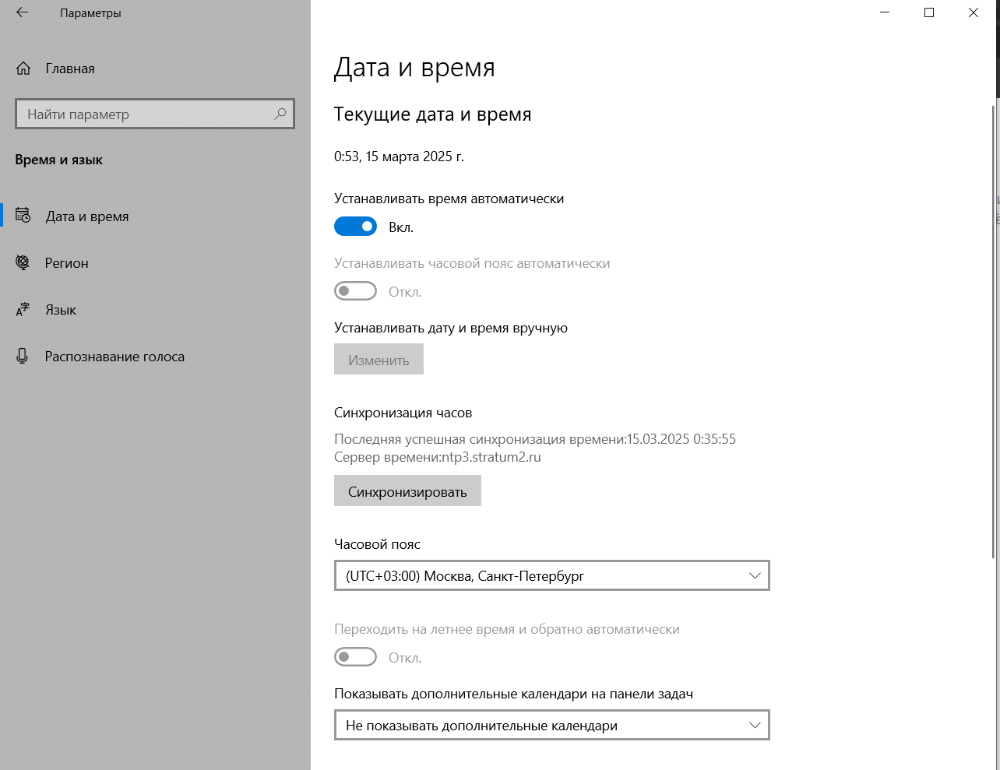 Параметры
Главная
Найти параметр
Время и язык
Дата и время
Регион
Язык
Распознавание голоса
Дата и время
Текущие дата и время
0:53, 15 марта 2025 г.
Устанавливать время автоматически
Вкл.
Устанавливать часовой пояс автоматически
Откл.
Устанавливать дату и время вручную
Изменить
Синхронизация часов
Последняя успешная синхронизация времени:15.03.2025 0:35:55
Сервер времени:ntp3.stratum2.ru
Синхронизировать
Часовой пояс
(UTC+03:00) Москва, Санкт-Петербург
Переходить на летнее время и обратно автоматически
Откл.
Показывать дополнительные календари на панели задач
Не показывать дополнительные календари